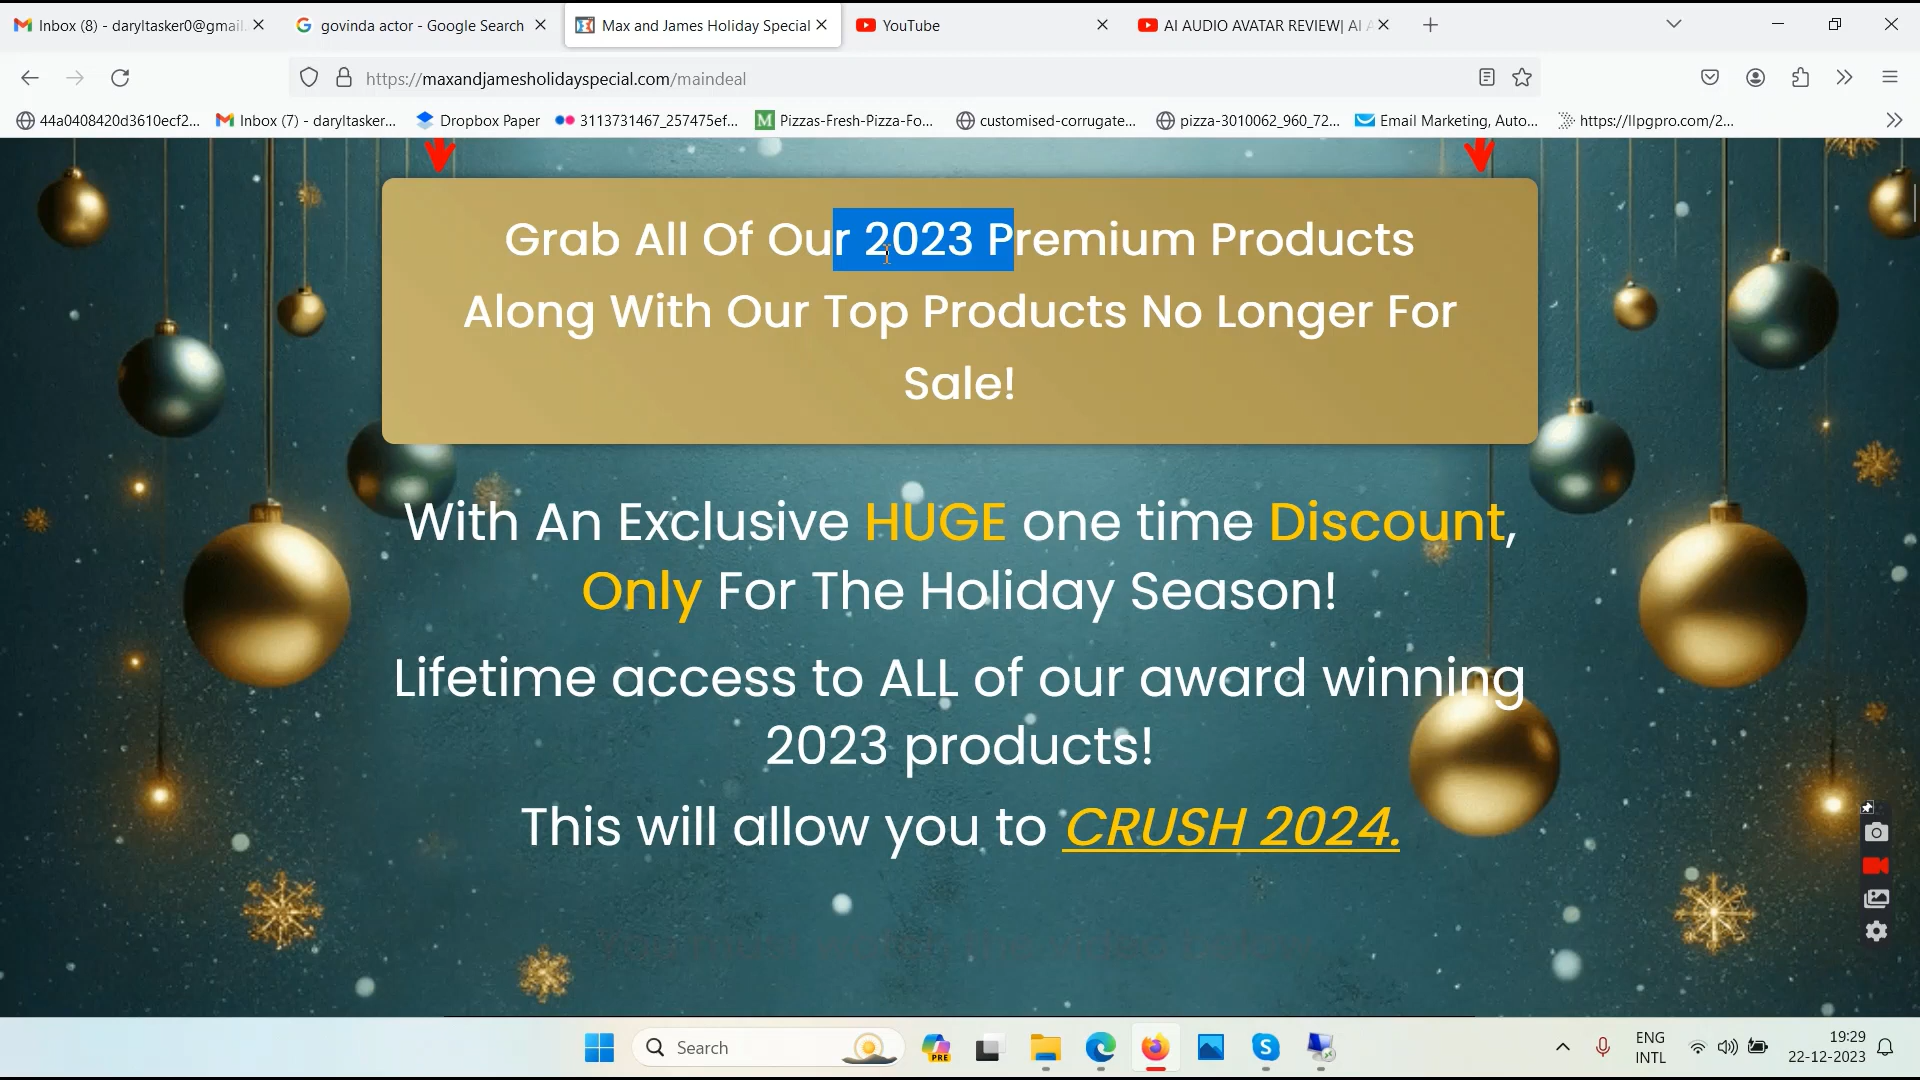 Inbox (8) - daryltasker0@gmail.
govinda actor - Google Search
Max and James Holiday Special
YouTube
AI AUDIO AVATAR REVIEW| AI A
https://maxandjamesholidayspecial.com/maindeal
44a0408420d3610ecf2...
Inbox (7) - daryltasker...
Dropbox Paper
3113731467_257475ef...
M
Pizzas-Fresh-Pizza-Fo...
customised-corrugate...
pizza-3010062_960_72...
Email Marketing, Auto...
https://llpgpro.com/2...
Grab All Of Our 2023 Premium Products
Along With Our Top Products No Longer For
Sale!
With An Exclusive HUGE one time Discount,
Only For The Holiday Season!
Lifetime access to ALL of our award winning
2023 products!
This will allow you to CRUSH 2024.
Search
PRE
ENG
INTL
19:29
22-12-2023